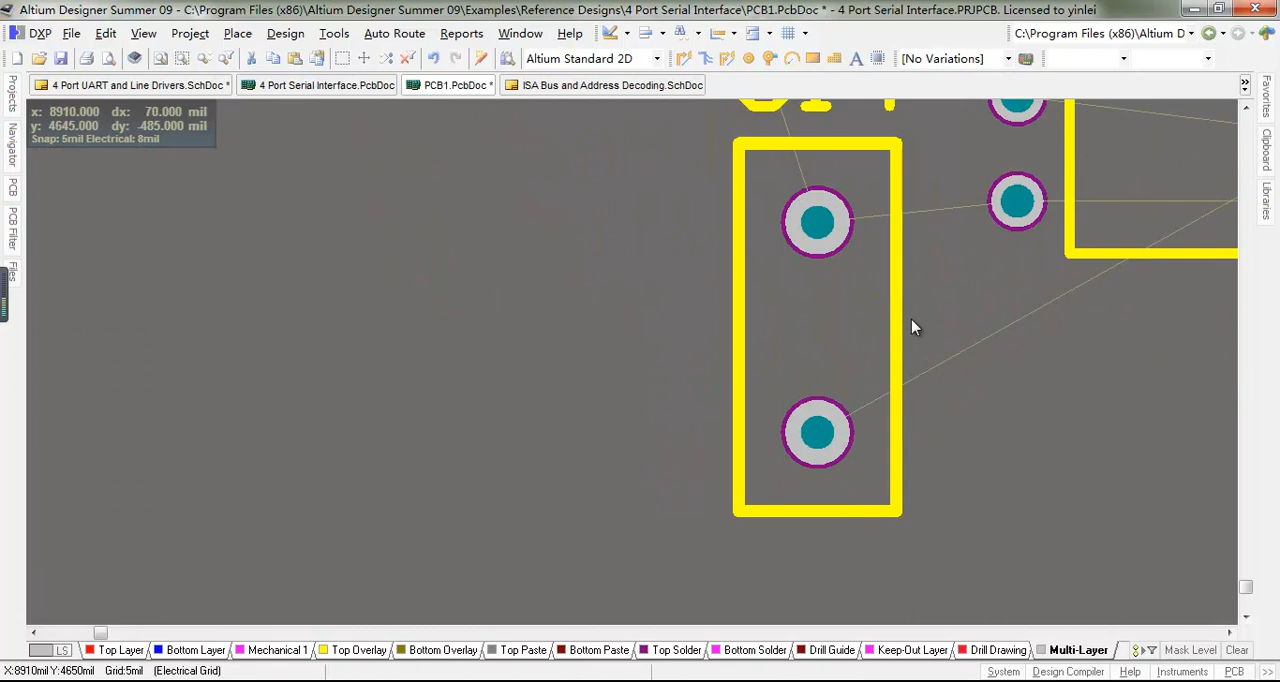 Altium Designer Summer 09 - C:\Program Files (x86)\Altium Designer Summer 09\Examples\Reference Designs\4 Port Serial Interface\PCB1.PcbDoc * - 4 Port Serial Interface.PRJPCB. Licensed to yinlei
DXP File Edit View Project Place Design Tools Auto Route Reports Window Help C:\Program Files (x86)\Altium D
Altium Standard 2D [No Variations]
4 Port UART and Line Drivers.SchDoc * 4 Port Serial Interface.SchDoc PCB1.PcbDoc * ISA Bus and Address Decoding.SchDoc
x: 8910.000 dx: 70.000 mil
y: 4645.000 dy: -485.000 mil
Snap: 5mil Electrical: 8mil
Projects
Navigator
PCB
PCB Filter
Files
Favorites
Clipboard
Libraries
LS Top Layer Bottom Layer Mechanical 1 Top Overlay Bottom Overlay Top Paste Bottom Paste Top Solder Bottom Solder Drill Guide Keep-Out Layer Drill Drawing Multi-Layer Mask Level Clear
X:8910mil Y:4650mil Grid:5mil (Electrical Grid) System Design Compiler Help Instruments PCB >>